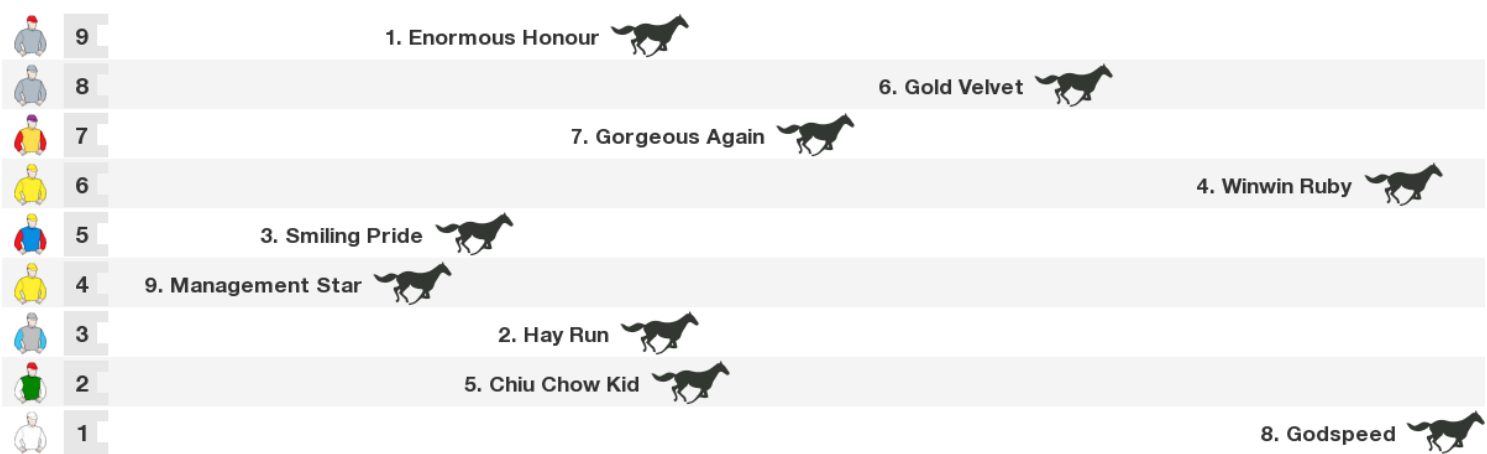 9 1. Enormous Honour
8 6. Gold Velvet
7 7. Gorgeous Again
6 4. Winwin Ruby
5 3. Smiling Pride
4 9. Management Star
3 2. Hay Run
2 5. Chiu Chow Kid
1 8. Godspeed